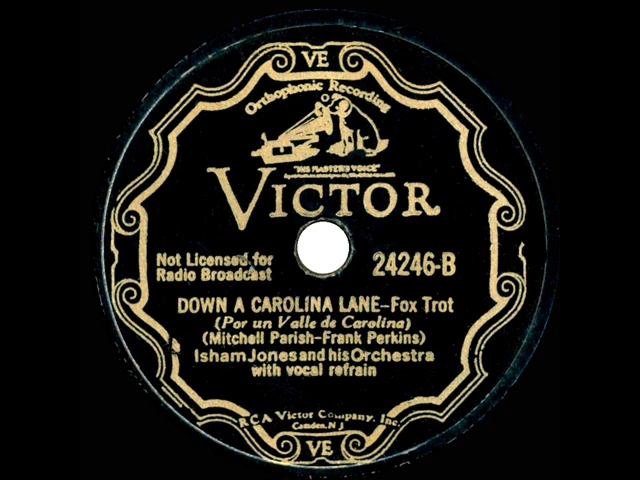 VE
Orthophonic Recording
"HIS MASTER'S VOICE"
VICTOR
Not Licensed for
Radio Broadcast
24246-B
DOWN A CAROLINA LANE-Fox Trot
(Por un Valle de Carolina)
(Mitchell Parish-Frank Perkins)
Isham Jones and his Orchestra
with vocal refrain
RCA Victor Company, Inc.
Camden, N.J.
VE